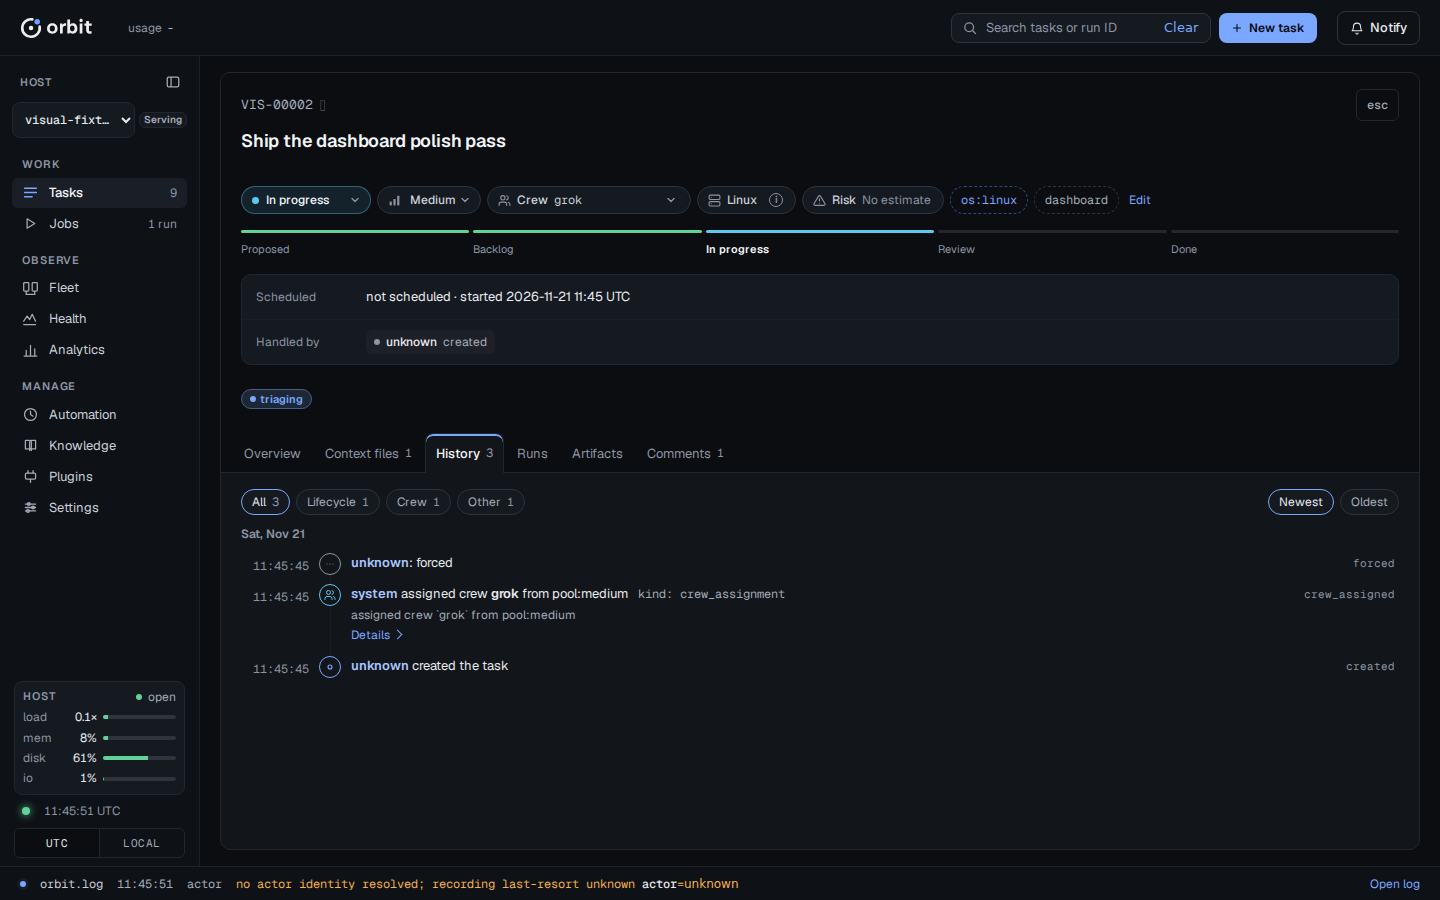 orbit
usage -
Search tasks or run ID
Clear
+ New task
Notify
HOST
visual-fixt…
Serving
WORK
Tasks 9
Jobs 1 run
OBSERVE
Fleet
Health
Analytics
MANAGE
Automation
Knowledge
Plugins
Settings
HOST open
load 0.1×
mem 8%
disk 61%
io 1%
11:45:51 UTC
UTC LOCAL
VIS-00002
esc
Ship the dashboard polish pass
In progress
Medium
Crew grok
Linux
Risk No estimate
os:linux
dashboard
Edit
Proposed
Backlog
In progress
Review
Done
Scheduled not scheduled · started 2026-11-21 11:45 UTC
Handled by unknown created
triaging
Overview
Context files 1
History 3
Runs
Artifacts
Comments 1
All 3
Lifecycle 1
Crew 1
Other 1
Newest
Oldest
Sat, Nov 21
11:45:45 unknown: forced forced
11:45:45 system assigned crew grok from pool:medium kind: crew_assignment crew_assigned
assigned crew `grok` from pool:medium
Details
11:45:45 unknown created the task created
orbit.log 11:45:51 actor no actor identity resolved; recording last-resort unknown actor=unknown
Open log